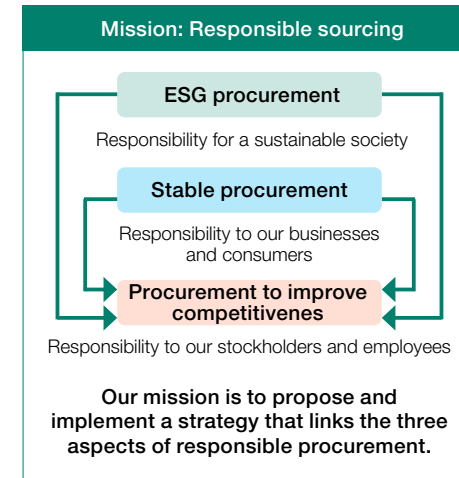 Mission: Responsible sourcing
ESG procurement
Responsibility for a sustainable society
Stable procurement
Responsibility to our businesses
and consumers
Procurement to improve
competitivenes
Responsibility to our stockholders and employees
Our mission is to propose and
implement a strategy that links the three
aspects of responsible procurement.